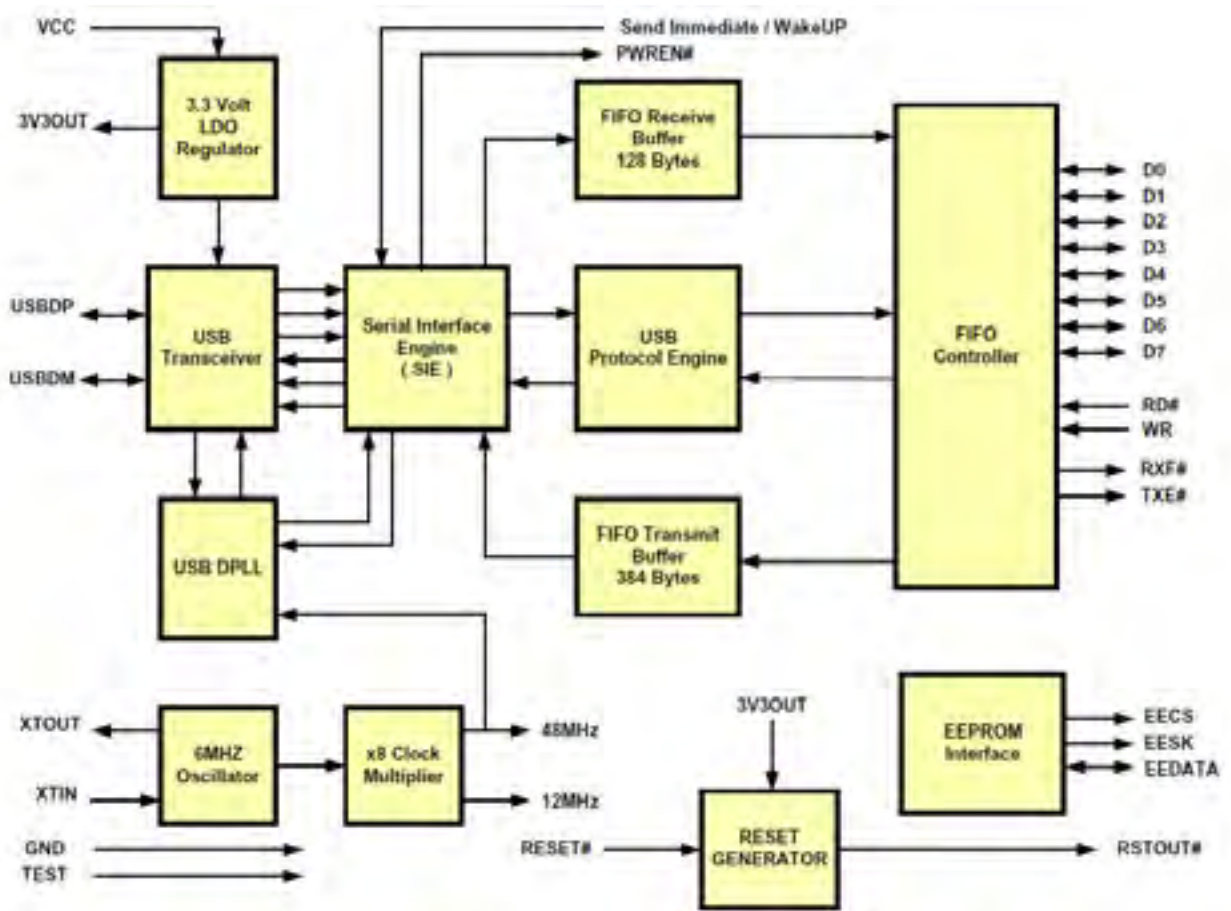 VCC
Send Immediate / WakeUP
PWREN#
3.3 Volt
LDO
Regulator
3V3OUT
FIFO Receive
Buffer
128 Bytes
D0
D1
D2
D3
D4
D5
D6
D7
USBDP
USBDM
USB
Transceiver
Serial Interface
Engine
( SIE )
USB
Protocol Engine
FIFO
Controller
RD#
WR
RXF#
TXE#
USB DPLL
FIFO Transmit
Buffer
384 Bytes
XTOUT
XTIN
6MHZ
Oscillator
x8 Clock
Multiplier
48MHz
12MHz
3V3OUT
EEPROM
Interface
EECS
EESK
EEDATA
GND
TEST
RESET#
RESET
GENERATOR
RSTOUT#